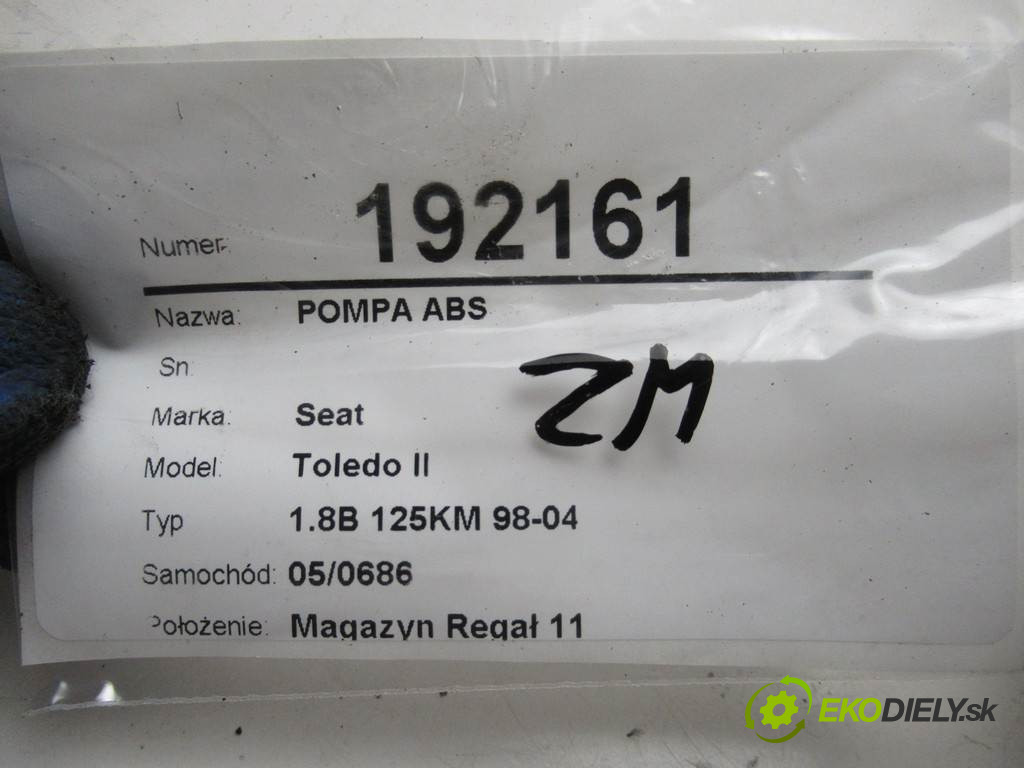 Numer: 192161
Nazwa: POMPA ABS
Sn:
ZM
Marka: Seat
Model: Toledo II
Typ 1.8B 125KM 98-04
Samochód: 05/0686
Położenie: Magazyn Regał 11
EKODIELY.sk